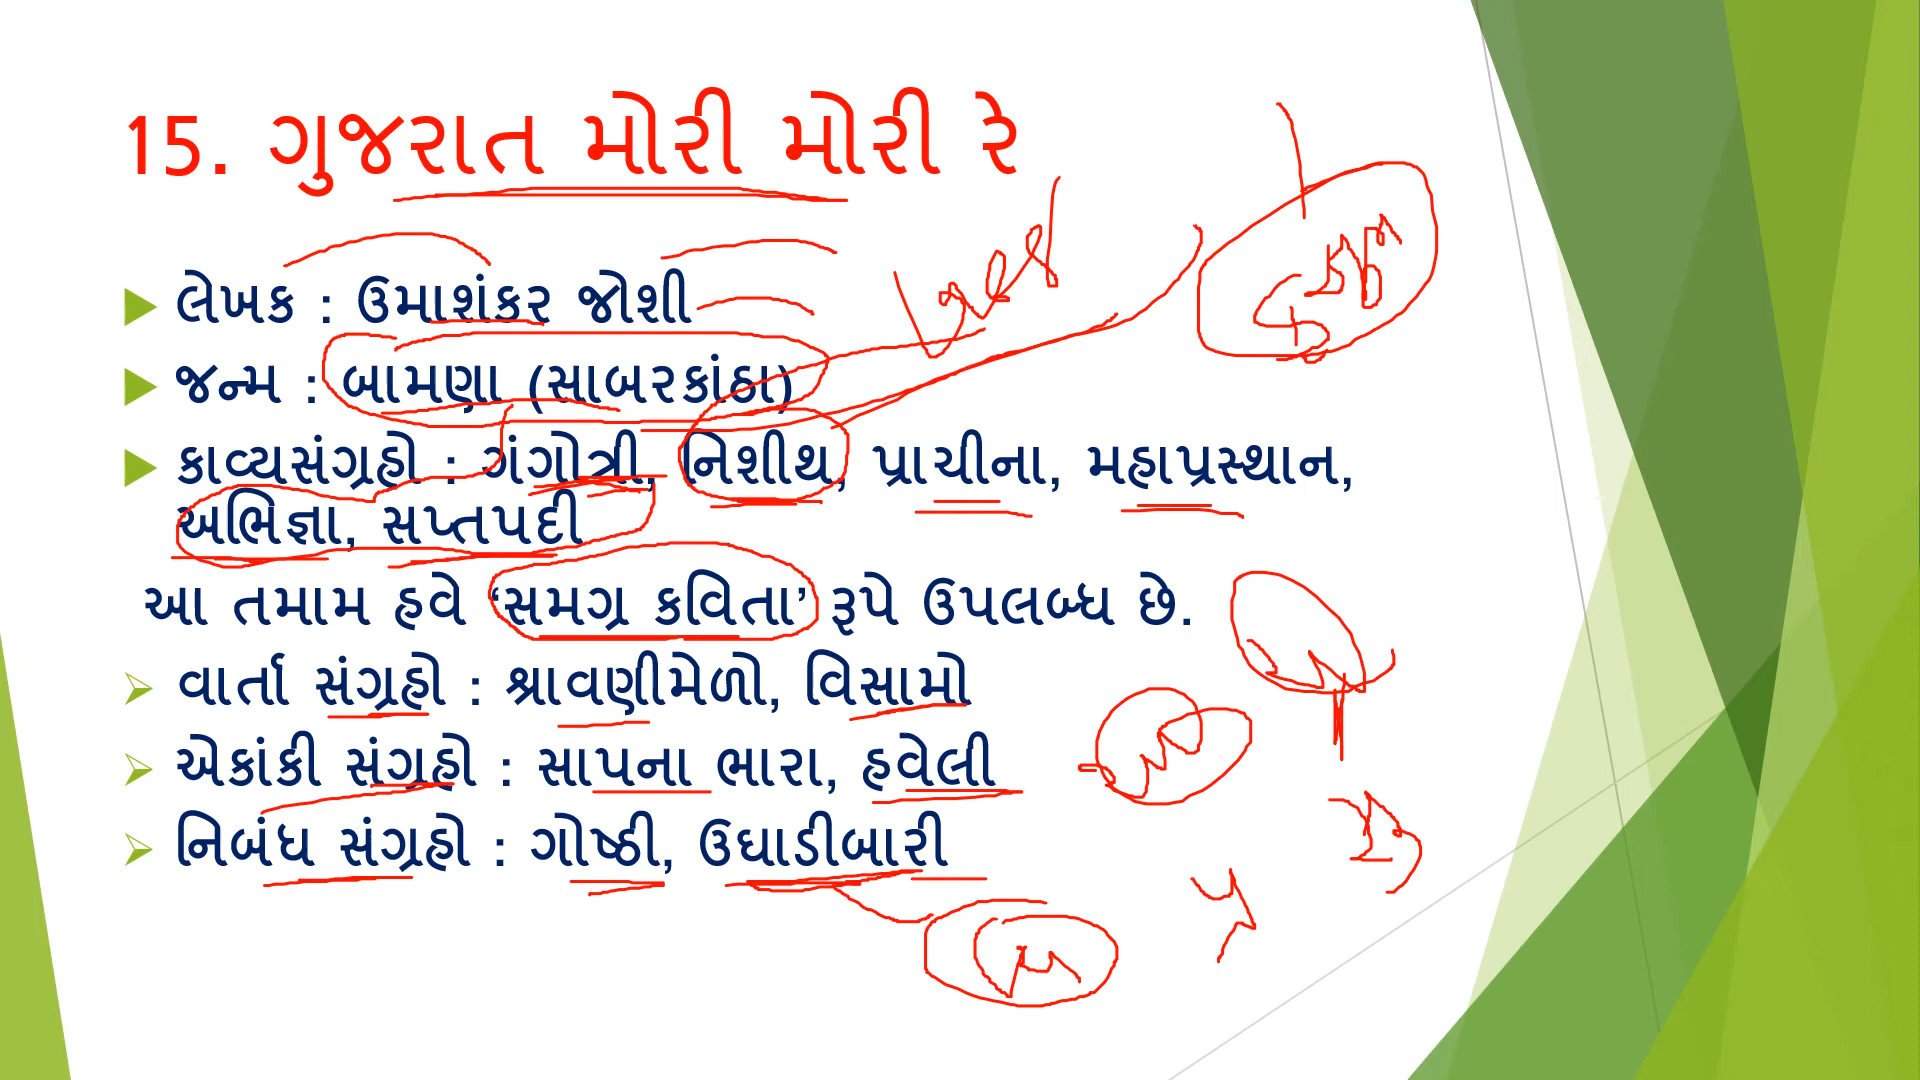 15. ગુજરાત મોરી મોરી રે
લેખક : ઉમાશંકર જોશી
જન્મ : બામણા (સાબરકાંઠા)
કાવ્યસંગ્રહો : ગંગોત્રી, નિશીથ, પ્રાચીના, મહાપ્રસ્થાન,
અભિજ્ઞા, સપ્તપદી
આ તમામ હવે ‘સમગ્ર કવિતા’ રૂપે ઉપલબ્ધ છે.
વાર્તા સંગ્રહો : શ્રાવણીમેળો, વિસામો
એકાંકી સંગ્રહો : સાપના ભારા, હવેલી
નિબંધ સંગ્રહો : ગોષ્ઠી, ઉઘાડીબારી